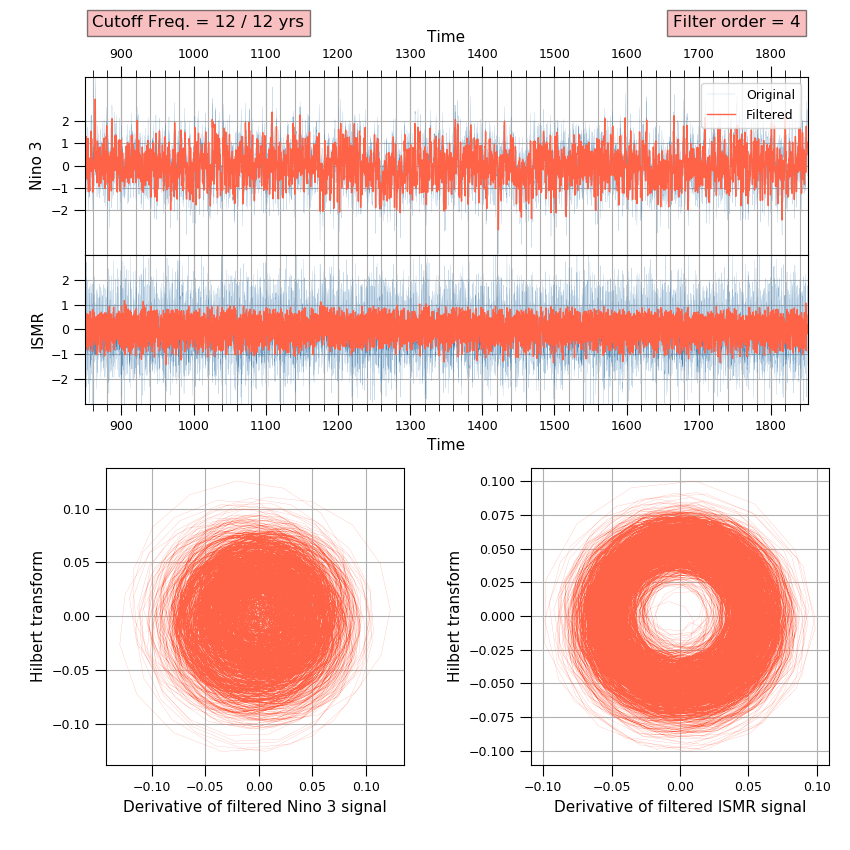 Cutoff Freq. = 12 / 12 yrs
Filter order = 4
Time
900 1000 1100 1200 1300 1400 1500 1600 1700 1800
Original
Filtered
Nino 3
2
1
0
−1
−2
ISMR
2
1
0
−1
−2
900 1000 1100 1200 1300 1400 1500 1600 1700 1800
Time
Hilbert transform
0.10
0.05
0.00
−0.05
−0.10
−0.10 −0.05 0.00 0.05 0.10
Derivative of filtered Nino 3 signal
Hilbert transform
0.100
0.075
0.050
0.025
0.000
−0.025
−0.050
−0.075
−0.100
−0.10 −0.05 0.00 0.05 0.10
Derivative of filtered ISMR signal